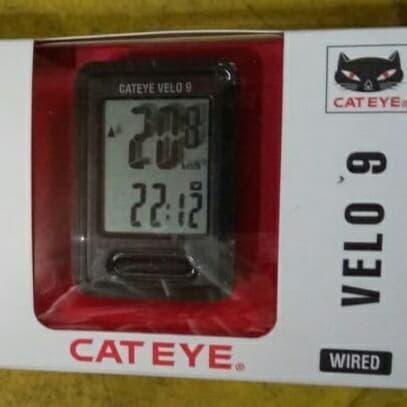 CATEYE VELO 9
20.8
km/h
22:12
CATEYE®
CATEYE®
VELO 9
WIRED